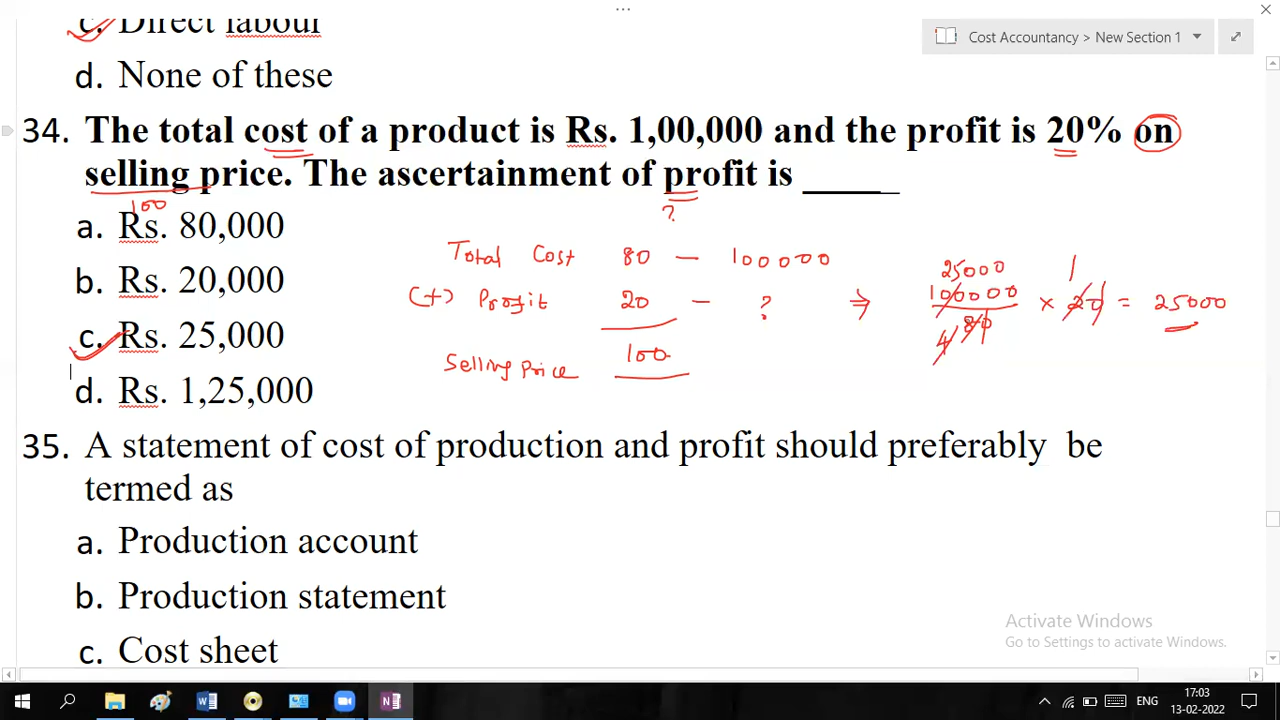 Cost Accountancy > New Section 1
c. Direct labour
d. None of these
34. The total cost of a product is Rs. 1,00,000 and the profit is 20% on
selling price. The ascertainment of profit is _____
100
?
a. Rs. 80,000
b. Rs. 20,000
c. Rs. 25,000
d. Rs. 1,25,000
Total Cost 80 — 100000
(+) Profit 20 — ?
Selling Price 100
⇒ 100000 / 80 × 20 = 25000
25000
1
4
35. A statement of cost of production and profit should preferably be
termed as
a. Production account
b. Production statement
c. Cost sheet
Activate Windows
Go to Settings to activate Windows.
ENG
17:03
13-02-2022